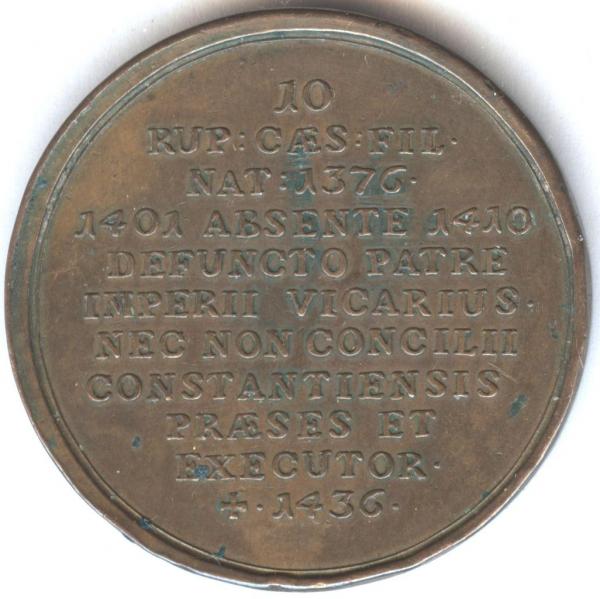 10
RUP: CÆS: FIL·
NAT: 1376·
1401 ABSENTE 1410
DEFUNCTO PATRE
IMPERII VICARIUS·
NEC NON CONCILII
CONSTANTIENSIS
PRÆSES ET
EXECUTOR·
✠· 1436·